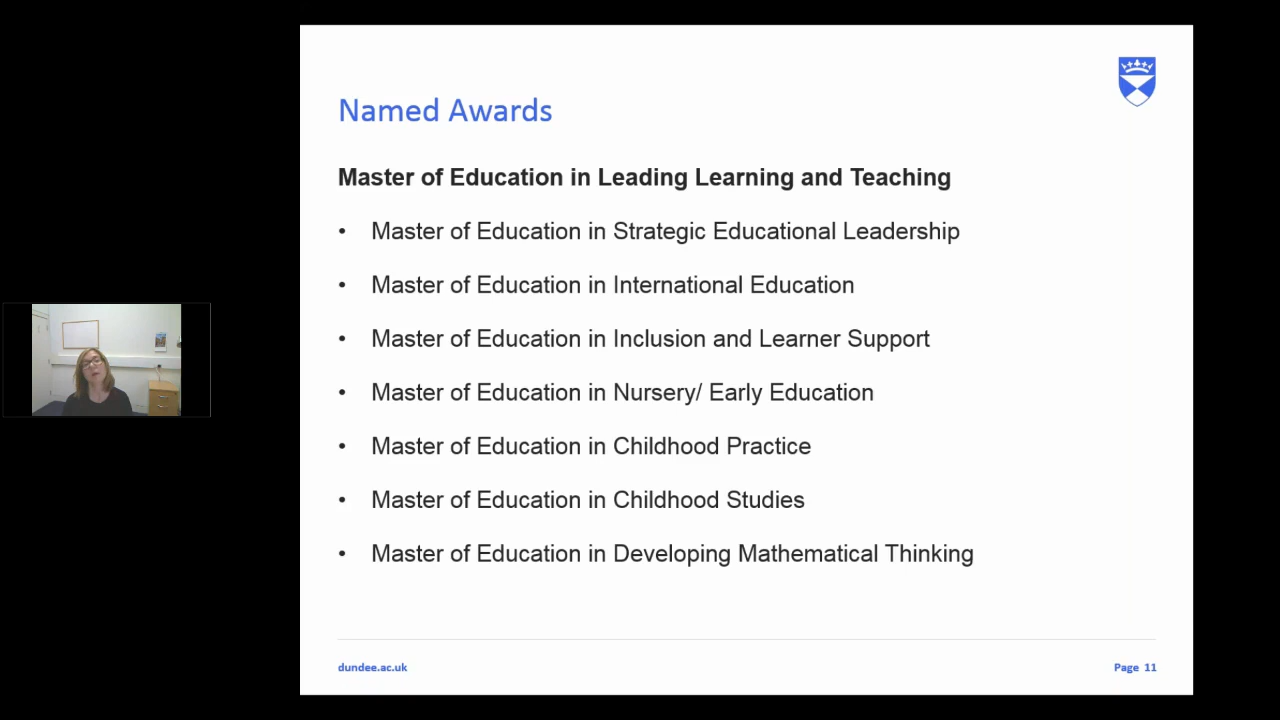 Named Awards
Master of Education in Leading Learning and Teaching
• Master of Education in Strategic Educational Leadership
• Master of Education in International Education
• Master of Education in Inclusion and Learner Support
• Master of Education in Nursery/ Early Education
• Master of Education in Childhood Practice
• Master of Education in Childhood Studies
• Master of Education in Developing Mathematical Thinking
dundee.ac.uk
Page 11